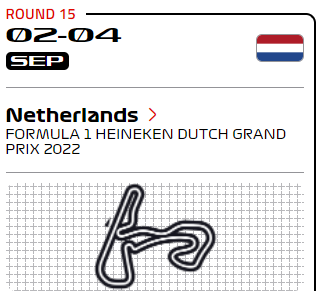 ROUND 15
02-04
SEP
Netherlands
FORMULA 1 HEINEKEN DUTCH GRAND
PRIX 2022